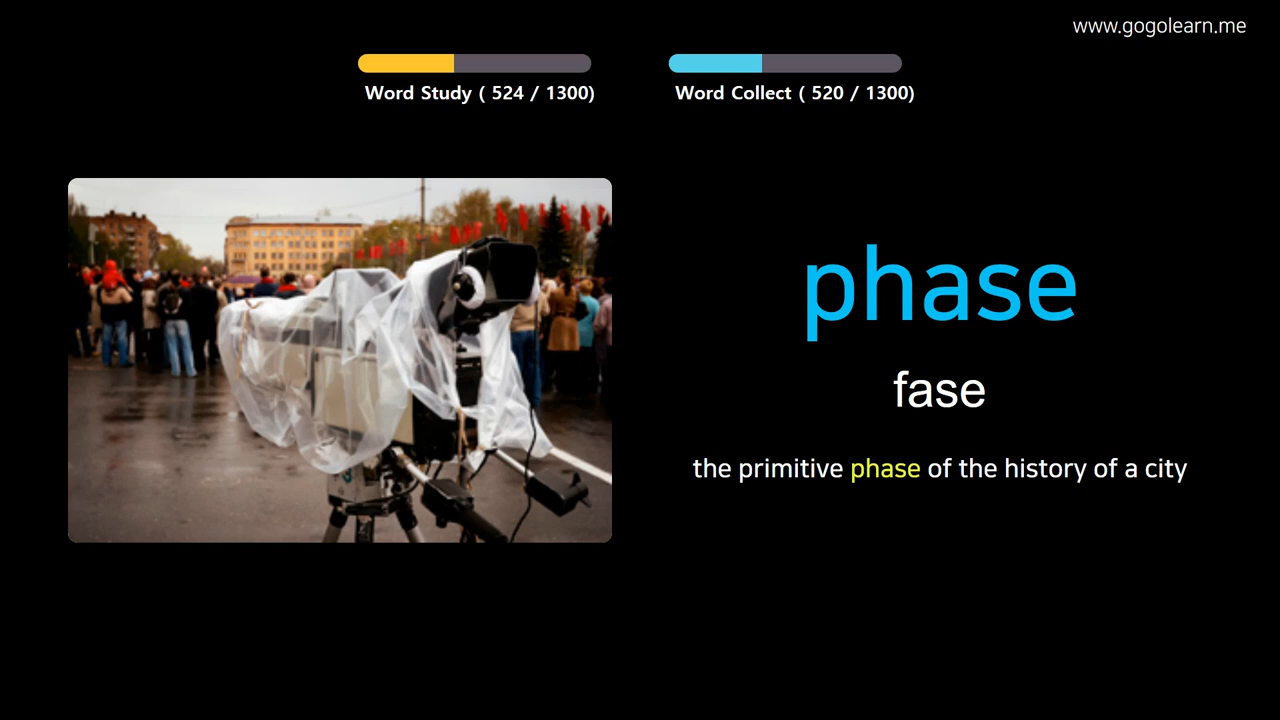 www.gogolearn.me
Word Study ( 524 / 1300)
Word Collect ( 520 / 1300)
phase
fase
the primitive phase of the history of a city